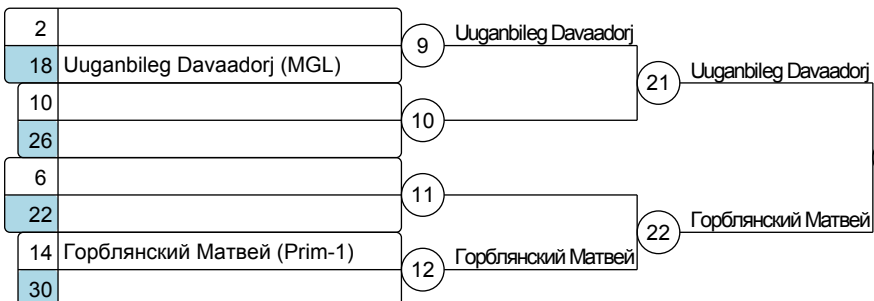 2
9
Uuganbileg Davaadorj
18 Uuganbileg Davaadorj (MGL)
21
Uuganbileg Davaadorj
10
10
26
6
11
22
22
Горблянский Матвей
14 Горблянский Матвей (Prim-1)
12
Горблянский Матвей
30